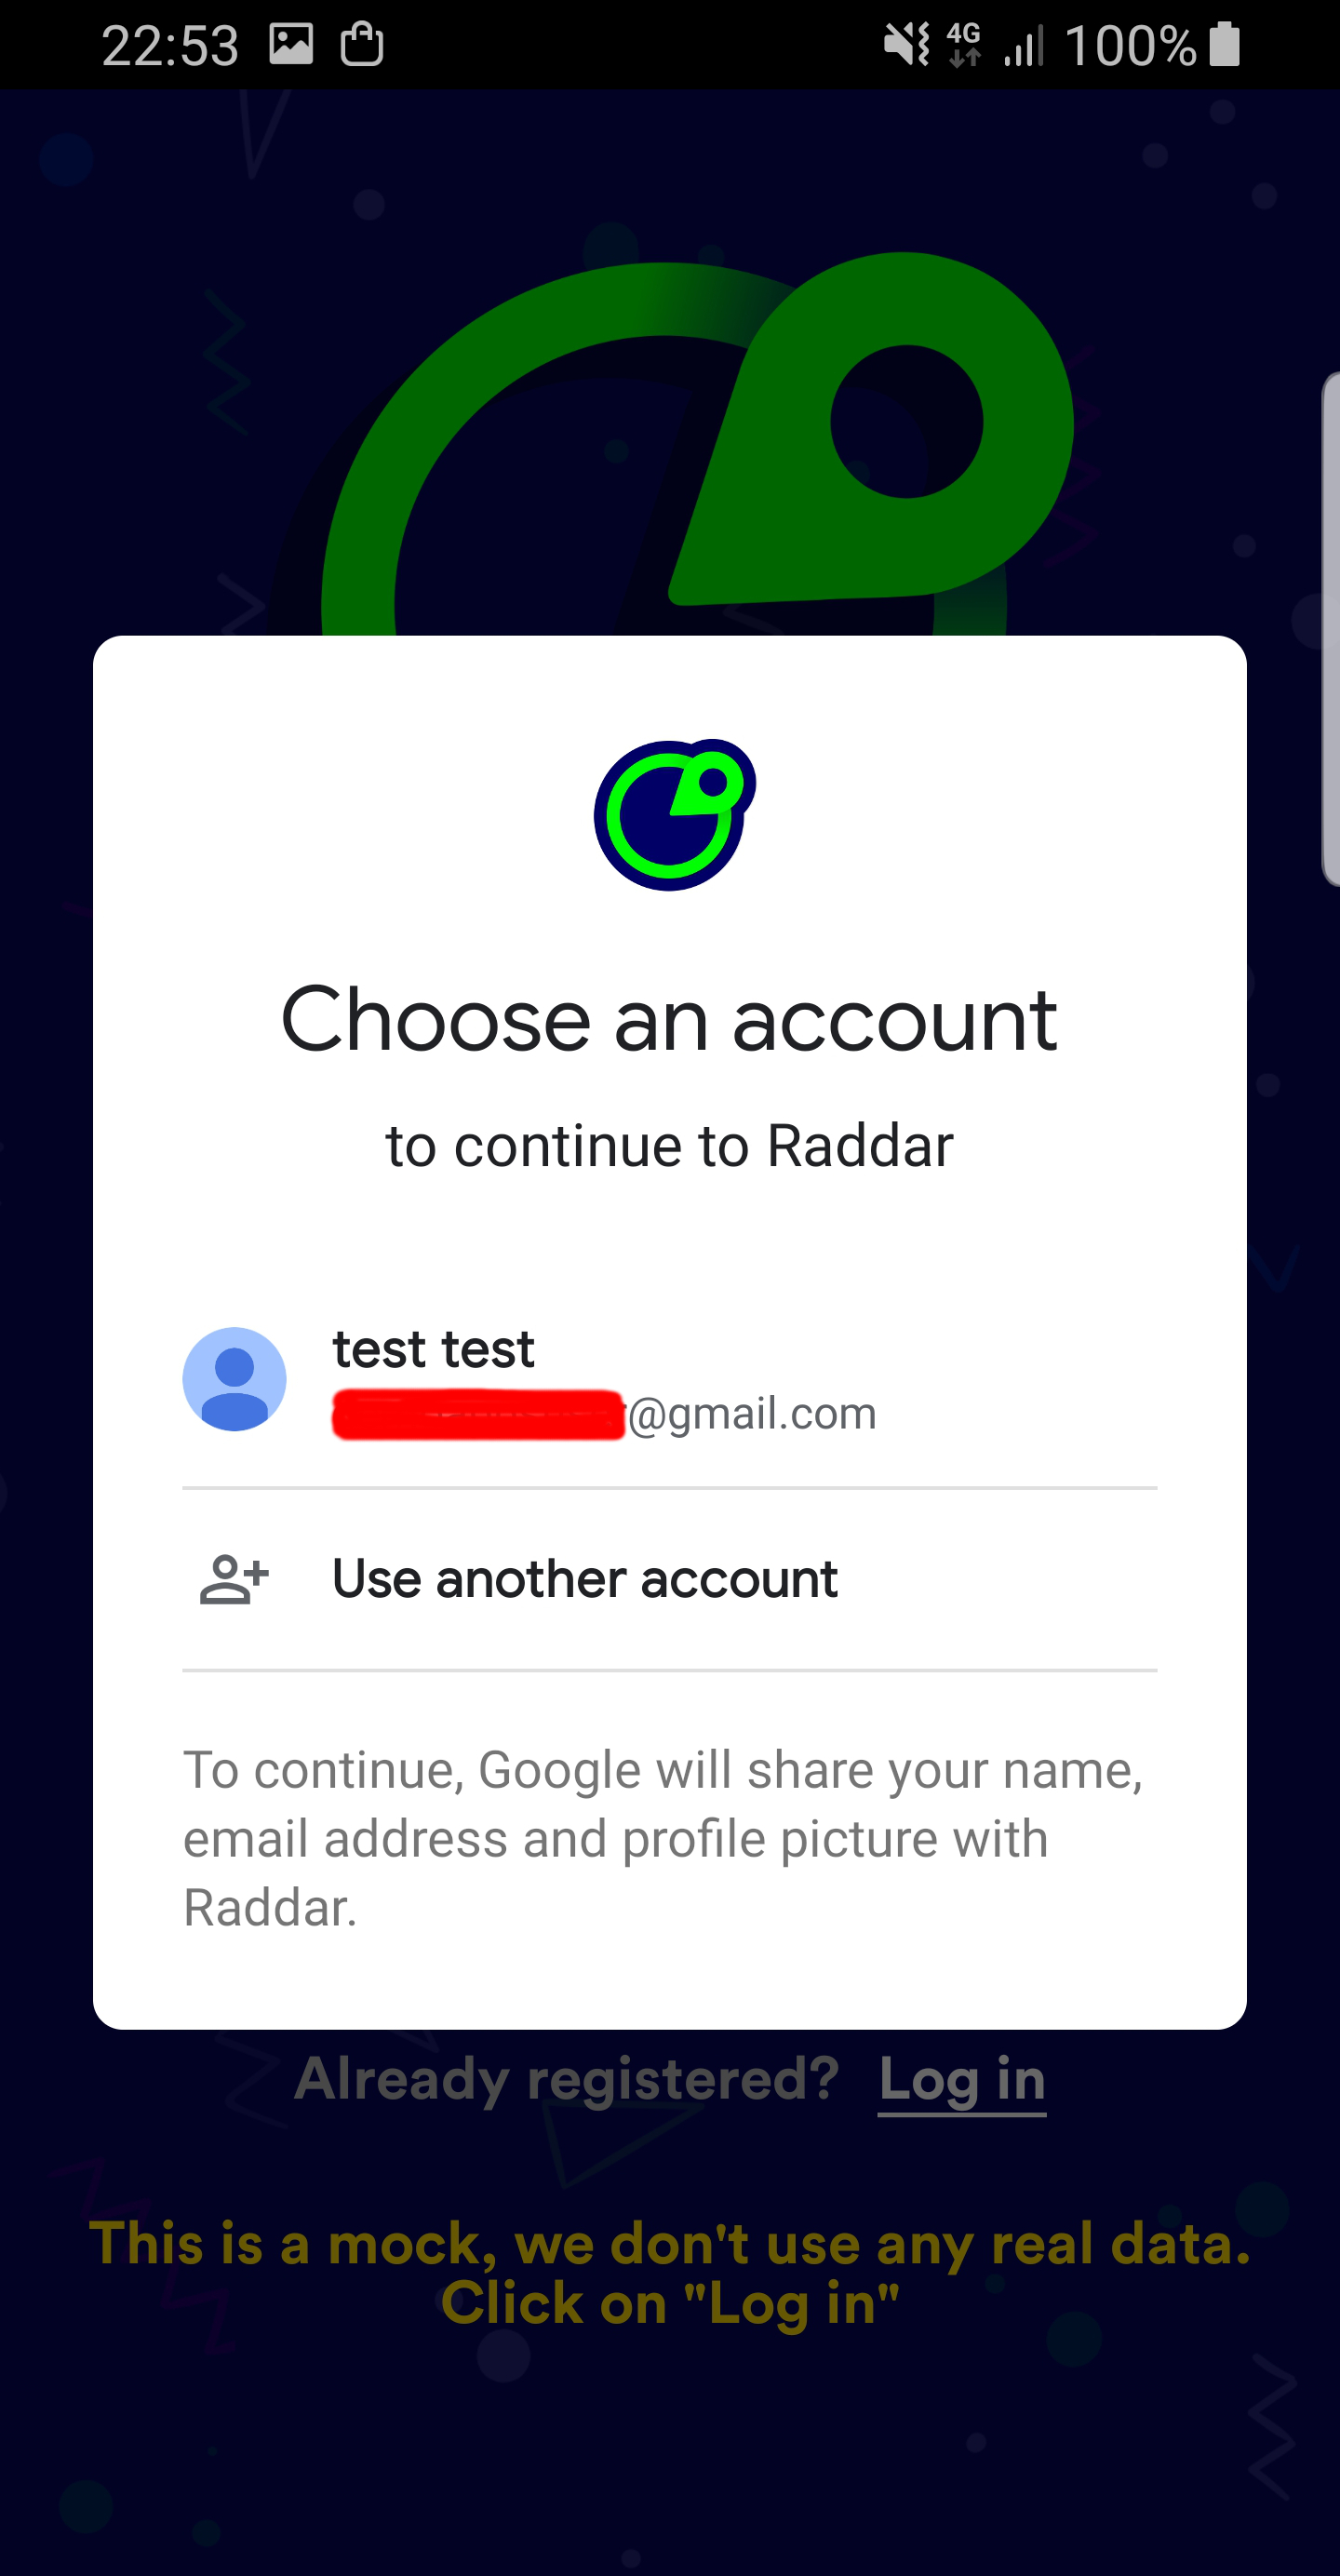 22:53 4G 100%
Choose an account
to continue to Raddar
test test
@gmail.com
Use another account
To continue, Google will share your name,
email address and profile picture with
Raddar.
Already registered? Log in
This is a mock, we don't use any real data.
Click on "Log in"